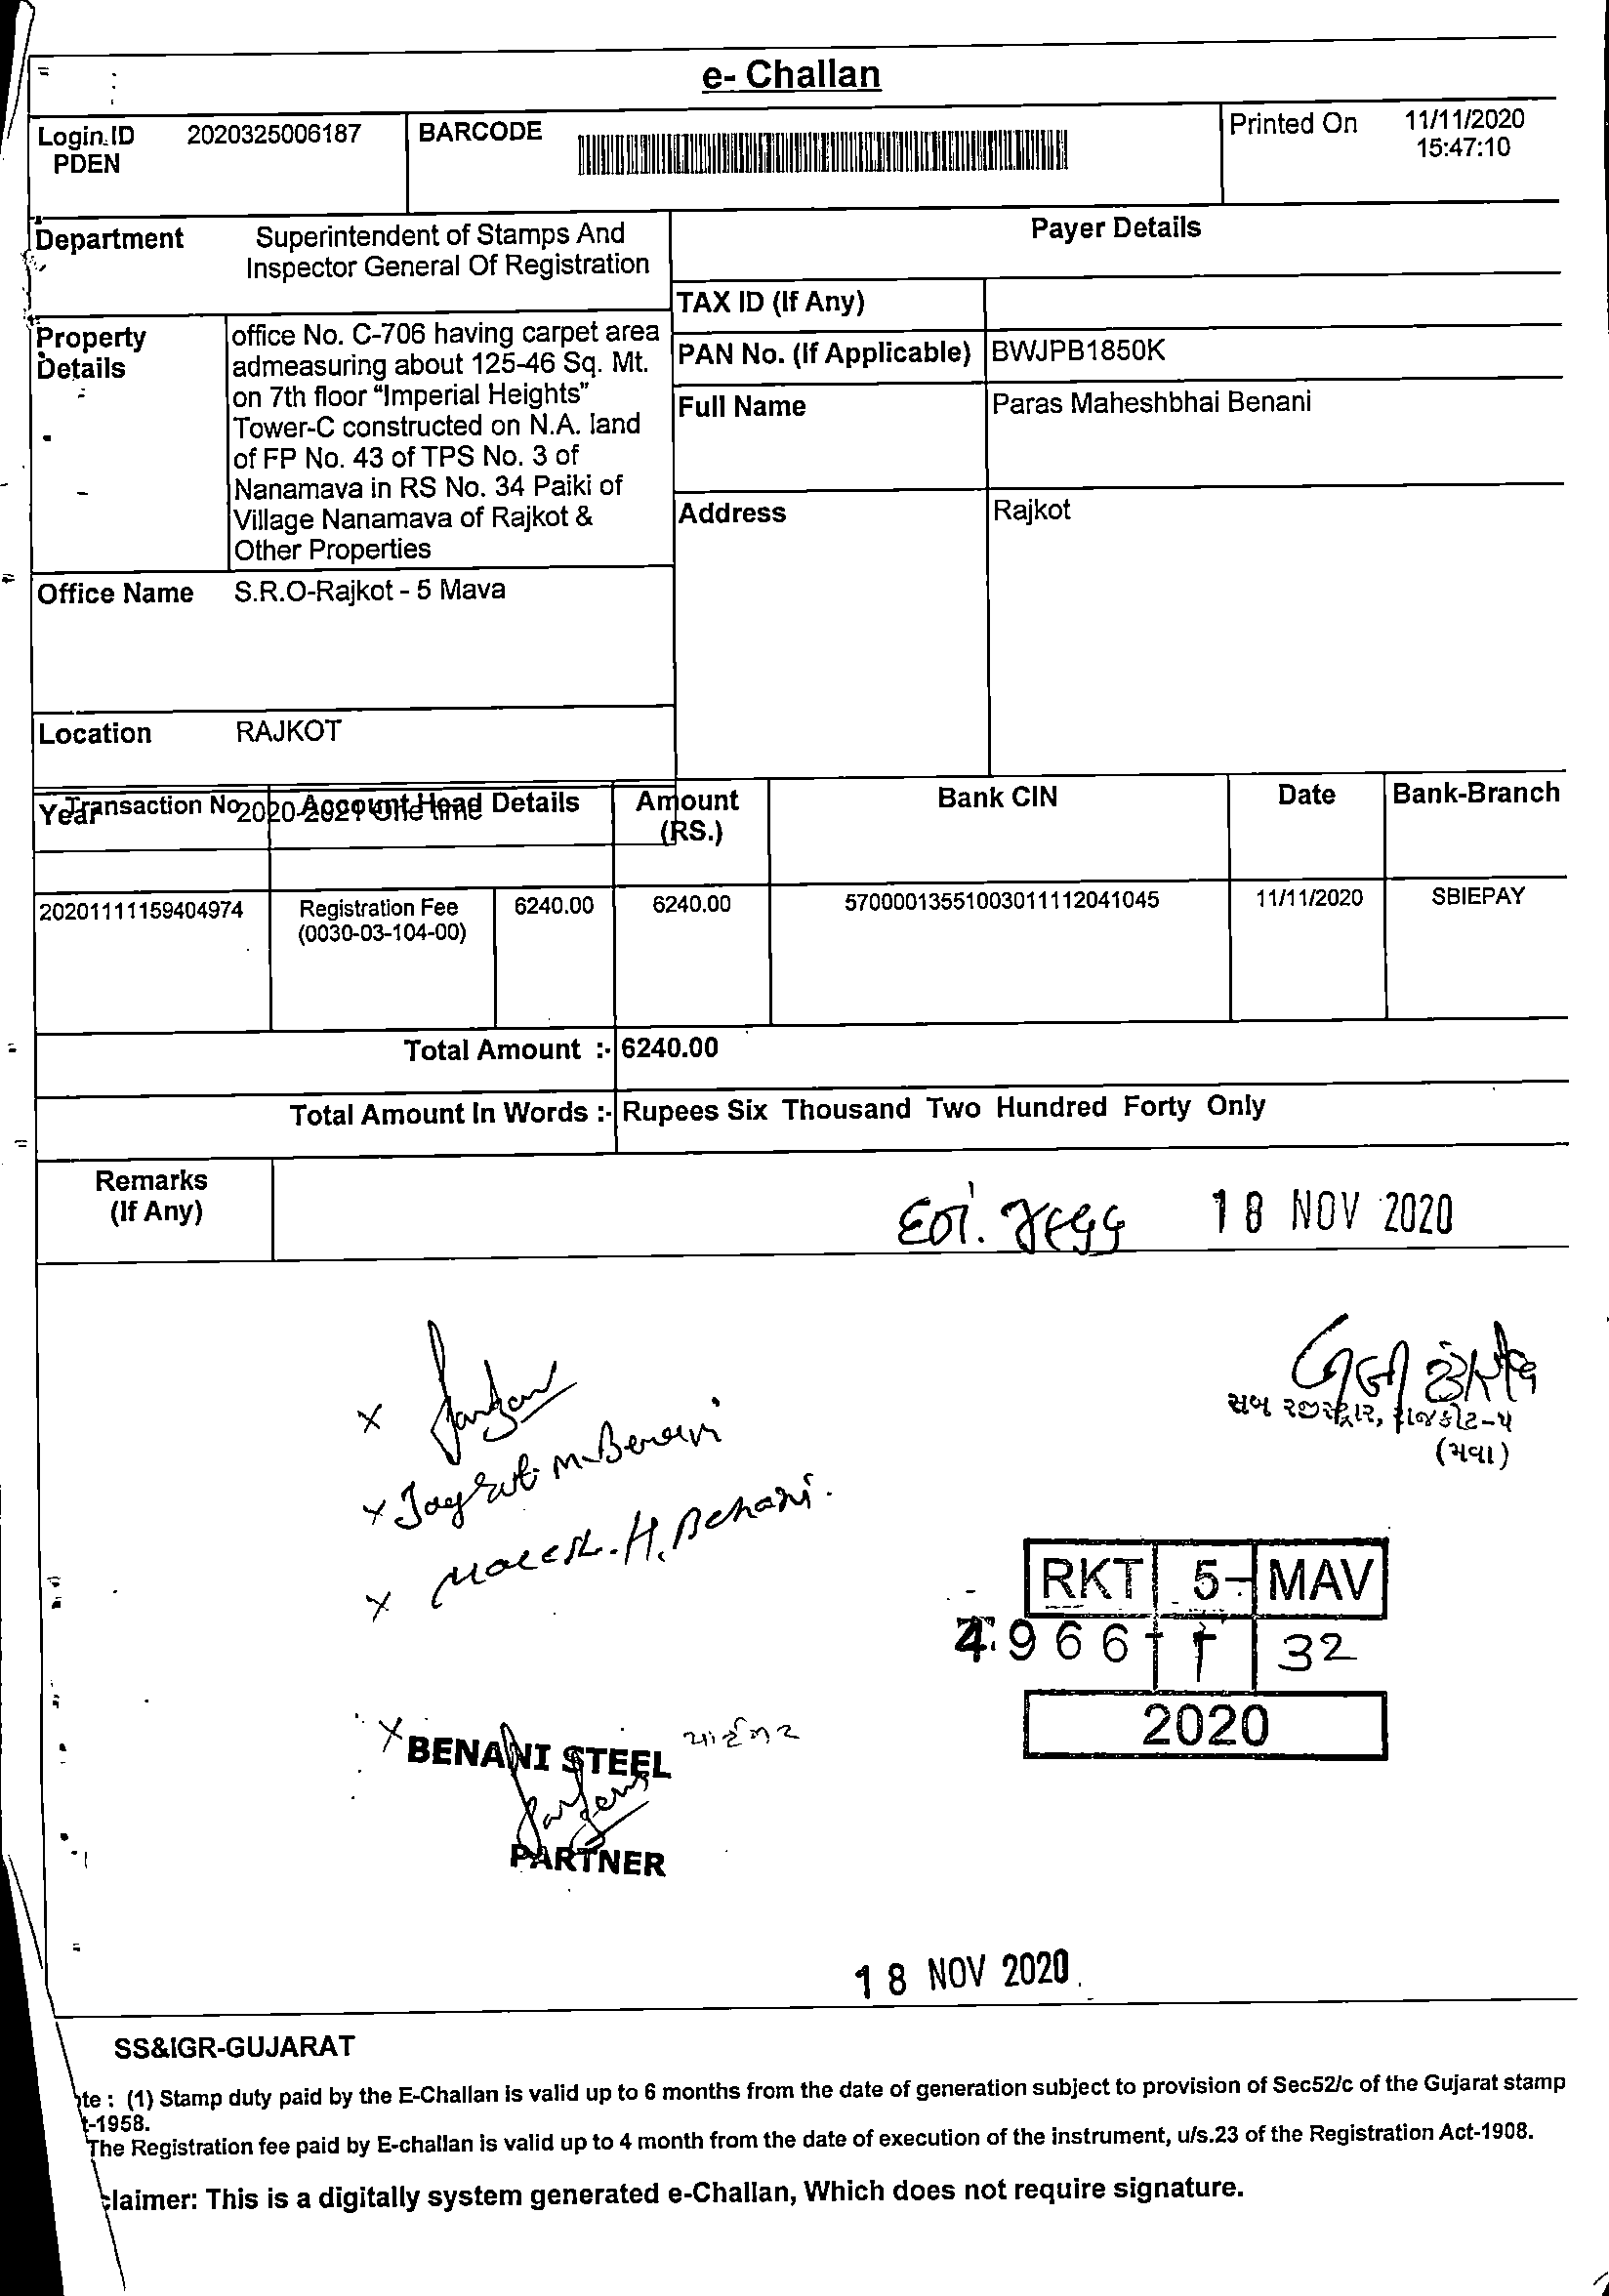 e- Challan
Login.ID 2020325006187 BARCODE Printed On 11/11/2020
PDEN 15:47:10
Department Superintendent of Stamps And
Inspector General Of Registration
Payer Details
TAX ID (If Any)
Property Details office No. C-706 having carpet area
admeasuring about 125-46 Sq. Mt.
on 7th floor “Imperial Heights”
Tower-C constructed on N.A. land
of FP No. 43 of TPS No. 3 of
Nanamava in RS No. 34 Paiki of
Village Nanamava of Rajkot &
Other Properties
PAN No. (If Applicable) BWJPB1850K
Full Name Paras Maheshbhai Benani
Address Rajkot
Office Name S.R.O-Rajkot - 5 Mava
Location RAJKOT
Year 2020-2021 One time
Transaction No Account Head Details Amount (RS.) Bank CIN Date Bank-Branch
202011111159404974 Registration Fee 6240.00 6240.00 57000013551003011112041045 11/11/2020 SBIEPAY
(0030-03-104-00)
Total Amount :- 6240.00
Total Amount In Words :- Rupees Six Thousand Two Hundred Forty Only
Remarks
(If Any)
18 NOV 2020
સબ રજીસ્ટ્રાર, રાજકોટ-૫
(મવા)
x Jagruti M. Benani
x H. Benani.
RKT 5- MAV
4966 1 32
2020
x BENANI STEEL
PARTNER
18 NOV 2020
SS&IGR-GUJARAT
te : (1) Stamp duty paid by the E-Challan is valid up to 6 months from the date of generation subject to provision of Sec52/c of the Gujarat stamp
t-1958.
The Registration fee paid by E-challan is valid up to 4 month from the date of execution of the instrument, u/s.23 of the Registration Act-1908.
claimer: This is a digitally system generated e-Challan, Which does not require signature.